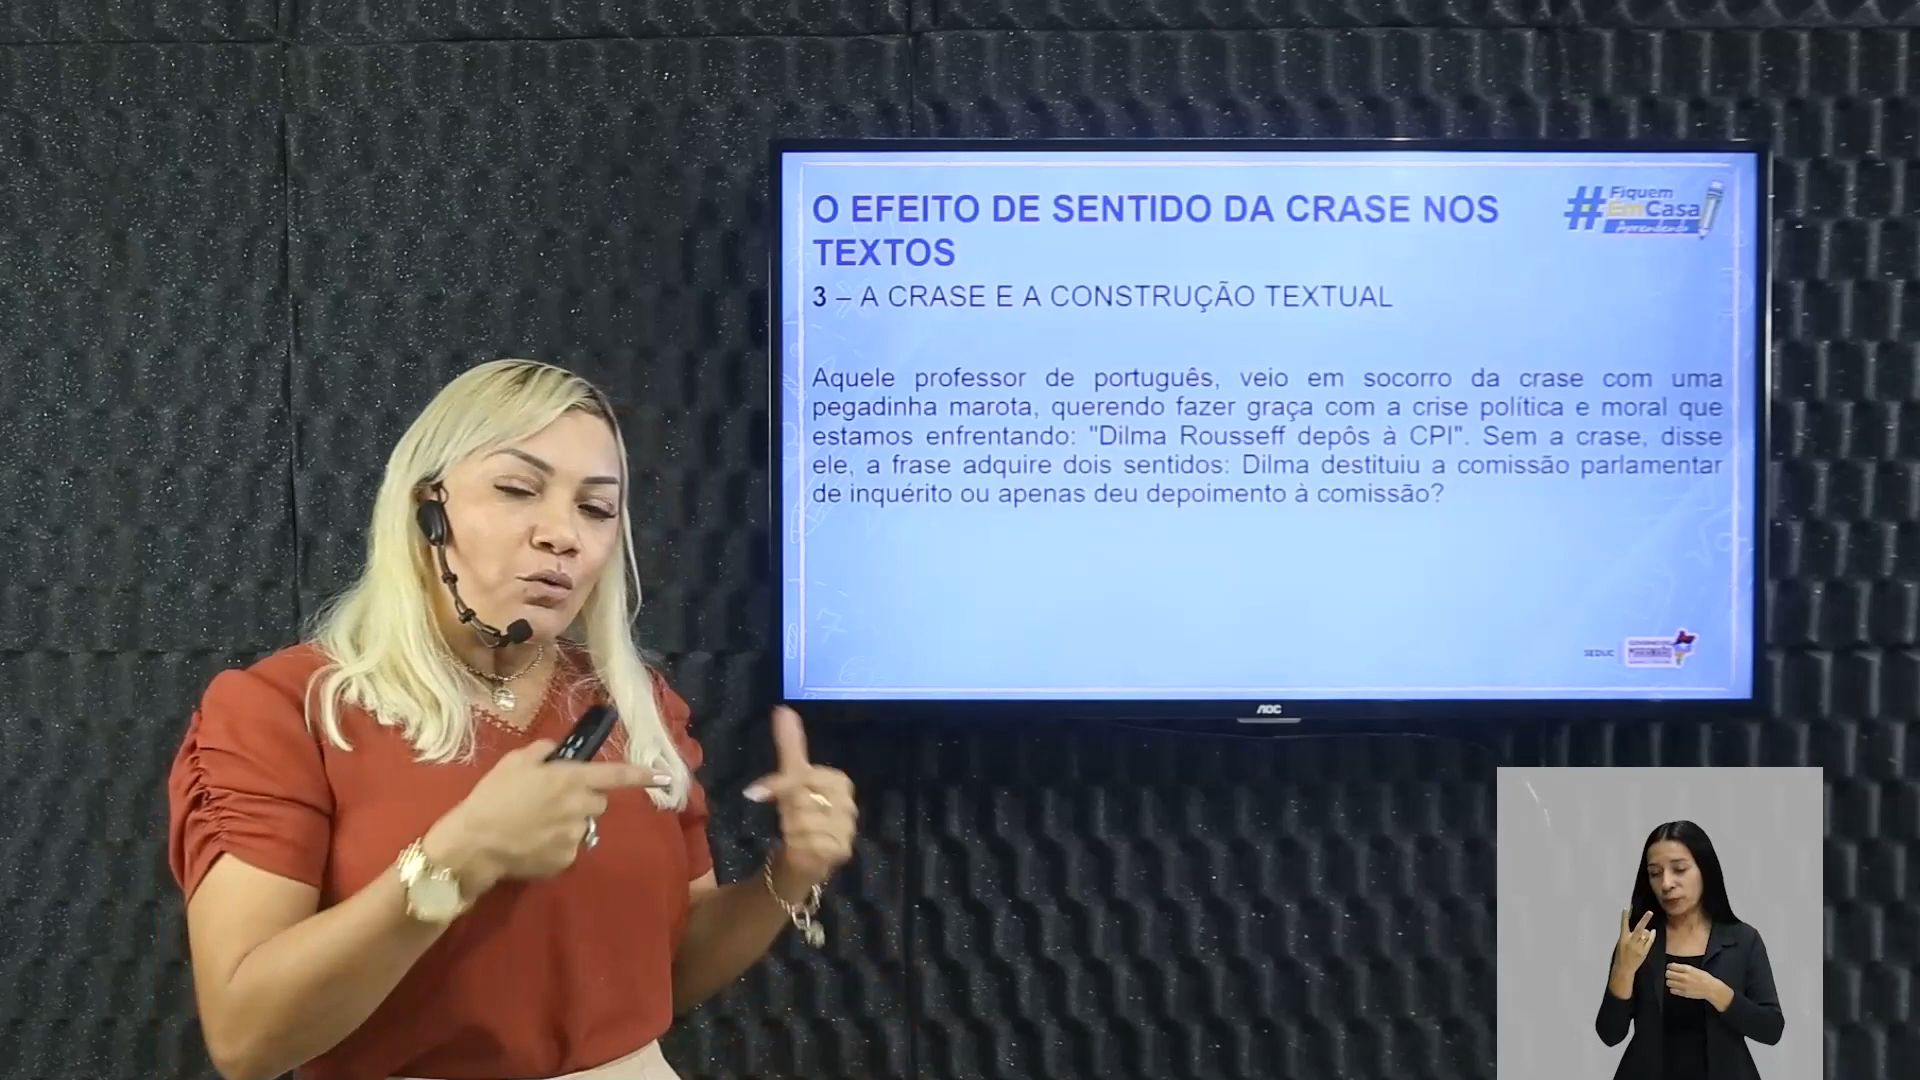 O EFEITO DE SENTIDO DA CRASE NOS
TEXTOS
3 – A CRASE E A CONSTRUÇÃO TEXTUAL
Aquele professor de português, veio em socorro da crase com uma
pegadinha marota, querendo fazer graça com a crise política e moral que
estamos enfrentando: "Dilma Rousseff depôs à CPI". Sem a crase, disse
ele, a frase adquire dois sentidos: Dilma destituiu a comissão parlamentar
de inquérito ou apenas deu depoimento à comissão?
#Fiquem
EmCasa
Aprendendo
SEDUC
AOC